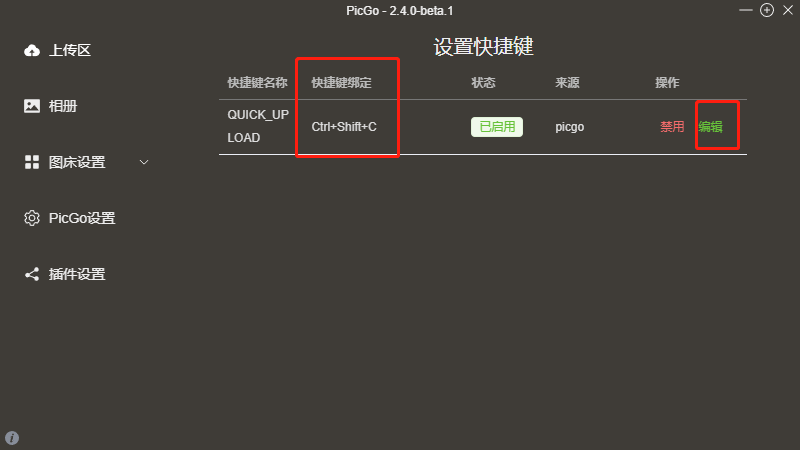 PicGo - 2.4.0-beta.1
上传区
相册
图床设置
PicGo设置
插件设置
设置快捷键
快捷键名称 快捷键绑定 状态 来源 操作
QUICK_UP
LOAD
Ctrl+Shift+C 已启用 picgo 禁用 编辑